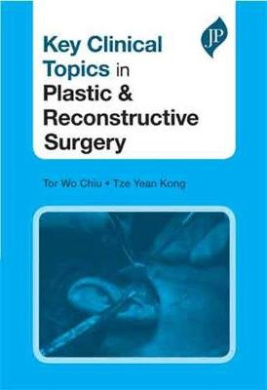 JP
Key Clinical
Topics in
Plastic &
Reconstructive
Surgery
Tor Wo Chiu • Tze Yean Kong